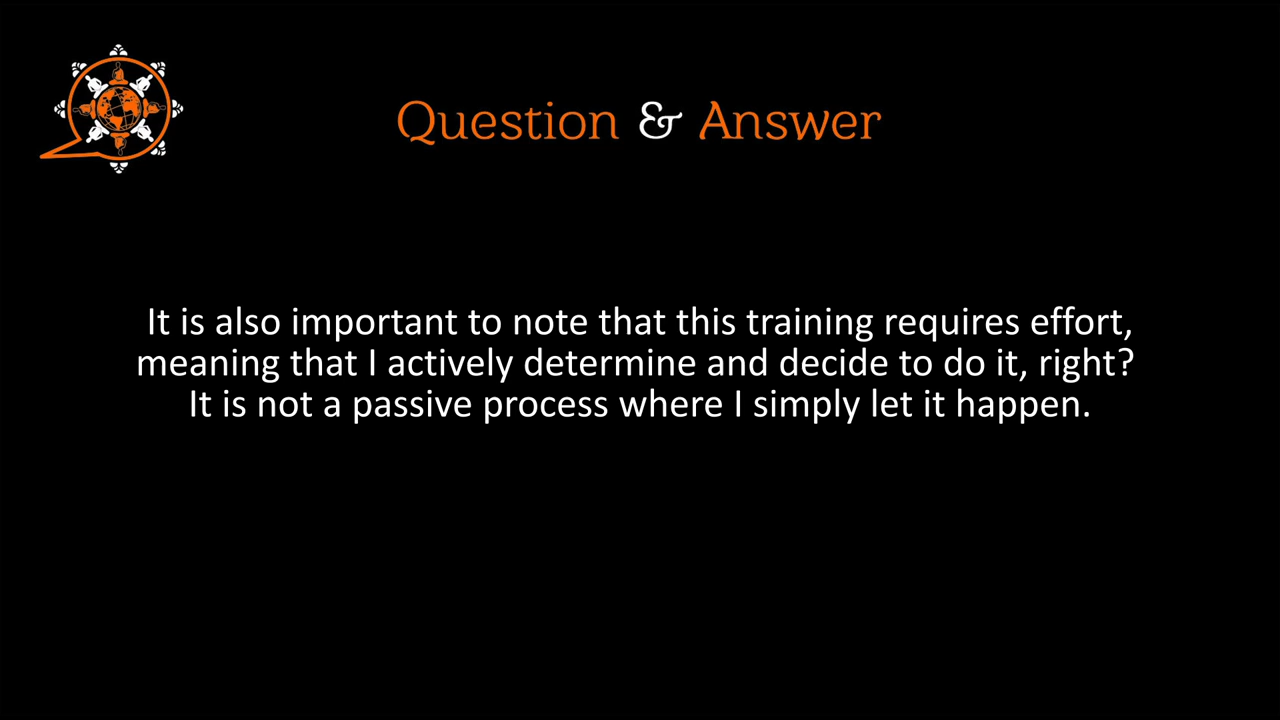 Question & Answer
It is also important to note that this training requires effort,
meaning that I actively determine and decide to do it, right?
It is not a passive process where I simply let it happen.